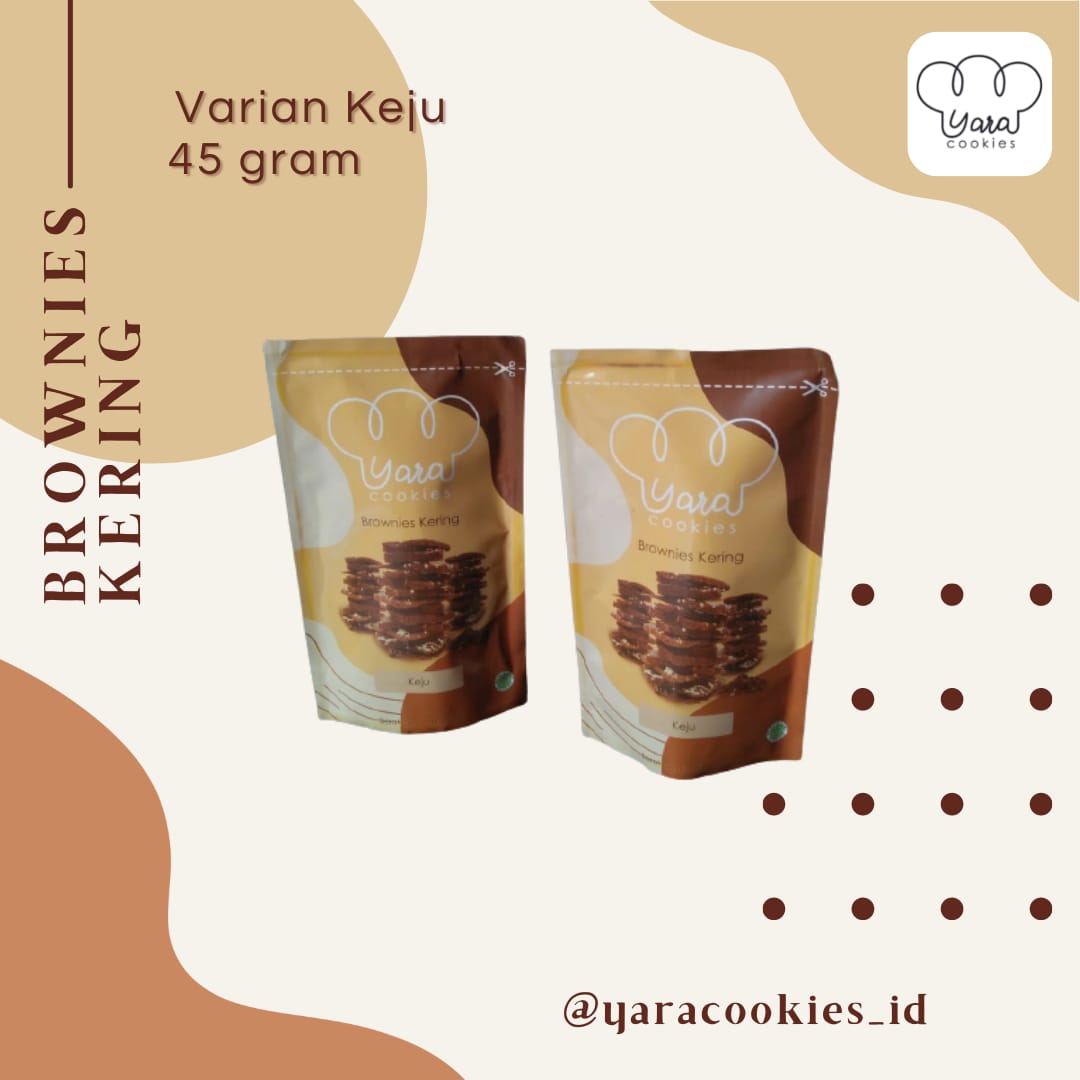 Varian Keju
45 gram
BROWNIES
KERING
Yara
cookies
Yara
cookies
Brownies Kering
Keju
Yara
cookies
Brownies Kering
Keju
@yaracookies_id